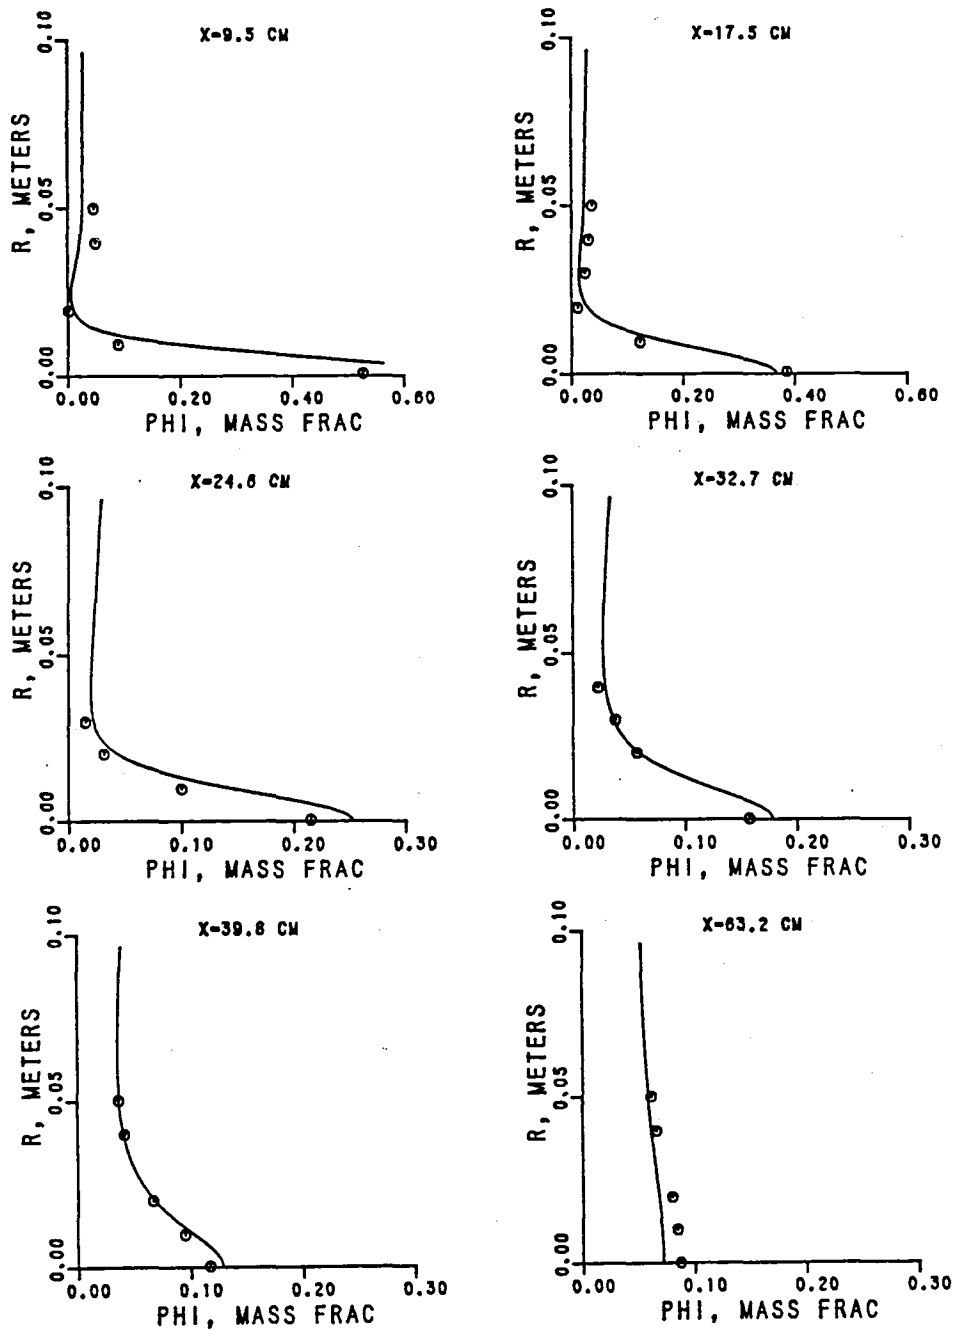 X=9.5 CM
0.10
0.05
0.00
R, METERS
0.00 0.20 0.40 0.60
PHI, MASS FRAC
X=17.5 CM
0.10
0.05
0.00
R, METERS
0.00 0.20 0.40 0.60
PHI, MASS FRAC
X=24.6 CM
0.10
0.05
0.00
R, METERS
0.00 0.10 0.20 0.30
PHI, MASS FRAC
X=32.7 CM
0.10
0.05
0.00
R, METERS
0.00 0.10 0.20 0.30
PHI, MASS FRAC
X=39.8 CM
0.10
0.05
0.00
R, METERS
0.00 0.10 0.20 0.30
PHI, MASS FRAC
X=63.2 CM
0.10
0.05
0.00
R, METERS
0.00 0.10 0.20 0.30
PHI, MASS FRAC